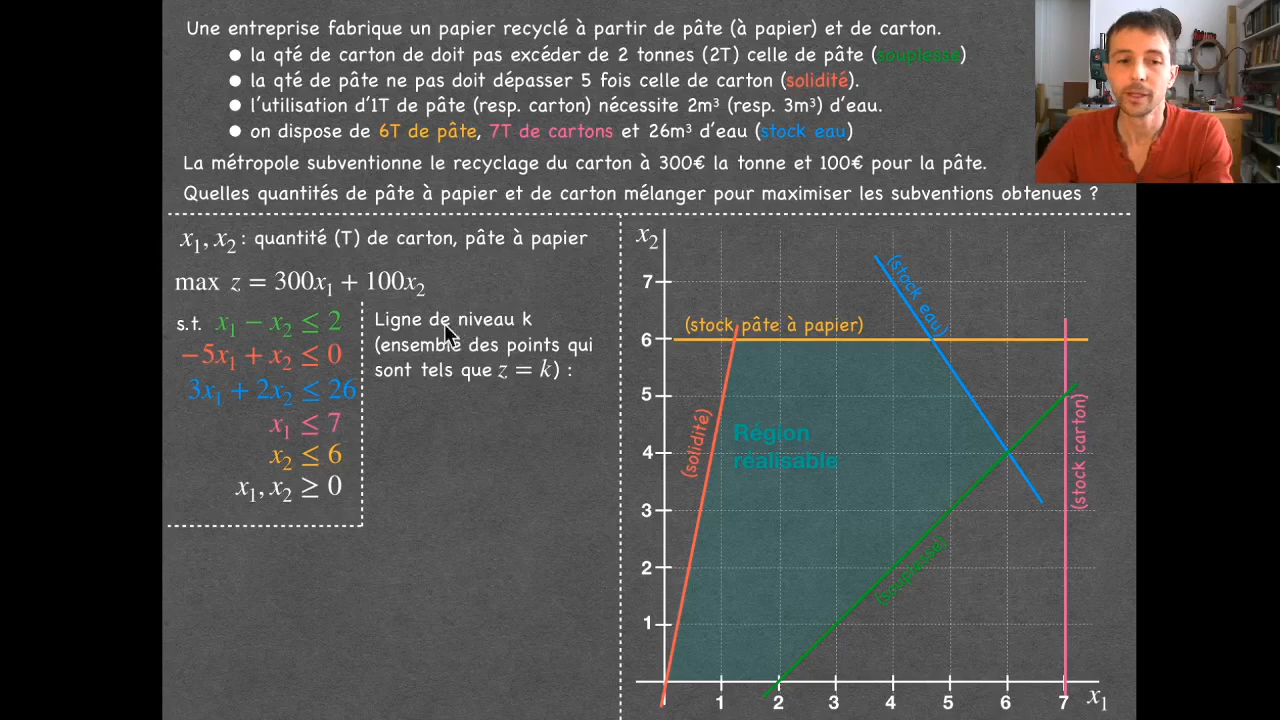 Une entreprise fabrique un papier recyclé à partir de pâte (à papier) et de carton.
● la qté de carton de doit pas excéder de 2 tonnes (2T) celle de pâte (souplesse)
● la qté de pâte ne pas doit dépasser 5 fois celle de carton (solidité).
● l'utilisation d'1T de pâte (resp. carton) nécessite 2m³ (resp. 3m³) d'eau.
● on dispose de 6T de pâte, 7T de cartons et 26m³ d'eau (stock eau)
La métropole subventionne le recyclage du carton à 300€ la tonne et 100€ pour la pâte.
Quelles quantités de pâte à papier et de carton mélanger pour maximiser les subventions obtenues ?
x₁, x₂ : quantité (T) de carton, pâte à papier
max z = 300x₁ + 100x₂
s.t. x₁ − x₂ ≤ 2
−5x₁ + x₂ ≤ 0
3x₁ + 2x₂ ≤ 26
x₁ ≤ 7
x₂ ≤ 6
x₁, x₂ ≥ 0
Ligne de niveau k
(ensemble des points qui
sont tels que z = k) :
x₂
7
6
5
4
3
2
1
(stock pâte à papier)
(stock eau)
(solidité)
Région
réalisable
(souplesse)
(stock carton)
1 2 3 4 5 6 7 x₁